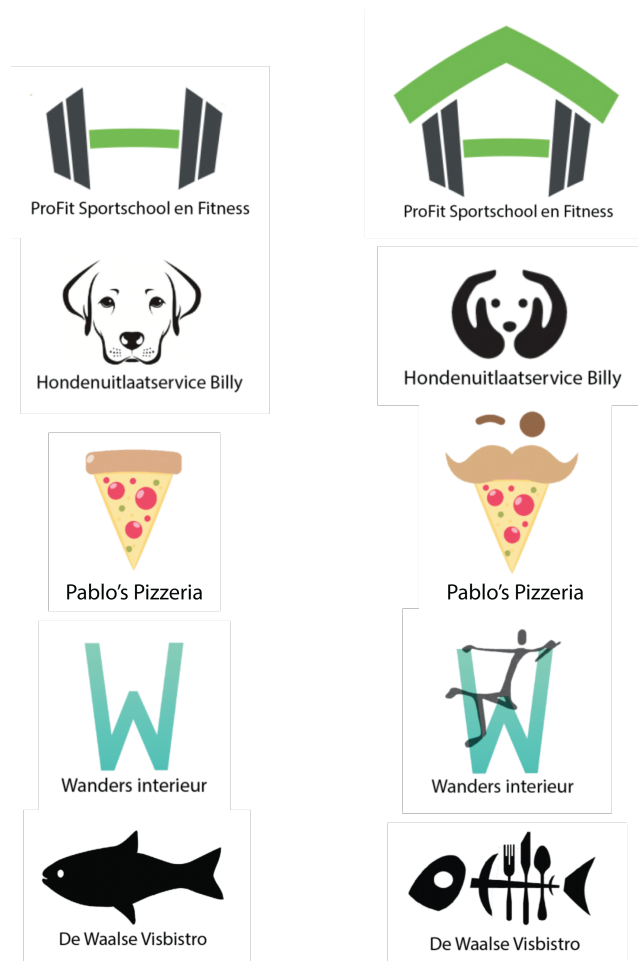 ProFit Sportschool en Fitness
ProFit Sportschool en Fitness
Hondenuitlaatservice Billy
Hondenuitlaatservice Billy
Pablo’s Pizzeria
Pablo’s Pizzeria
Wanders interieur
Wanders interieur
De Waalse Visbistro
De Waalse Visbistro